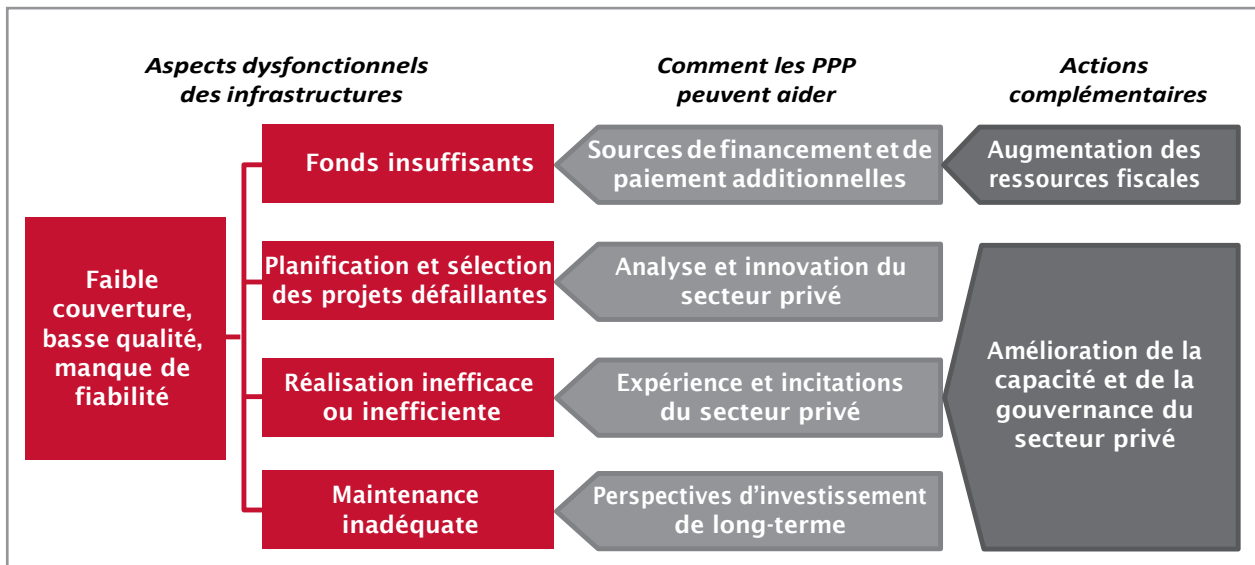 Aspects dysfonctionnels
des infrastructures
Comment les PPP
peuvent aider
Actions
complémentaires
Faible
couverture,
basse qualité,
manque de
fiabilité
Fonds insuffisants
Sources de financement et de
paiement additionnelles
Augmentation des
ressources fiscales
Planification et sélection
des projets défaillantes
Analyse et innovation du
secteur privé
Réalisation inefficace
ou inefficiente
Expérience et incitations
du secteur privé
Maintenance
inadéquate
Perspectives d’investissement
de long-terme
Amélioration de la
capacité et de la
gouvernance du
secteur privé